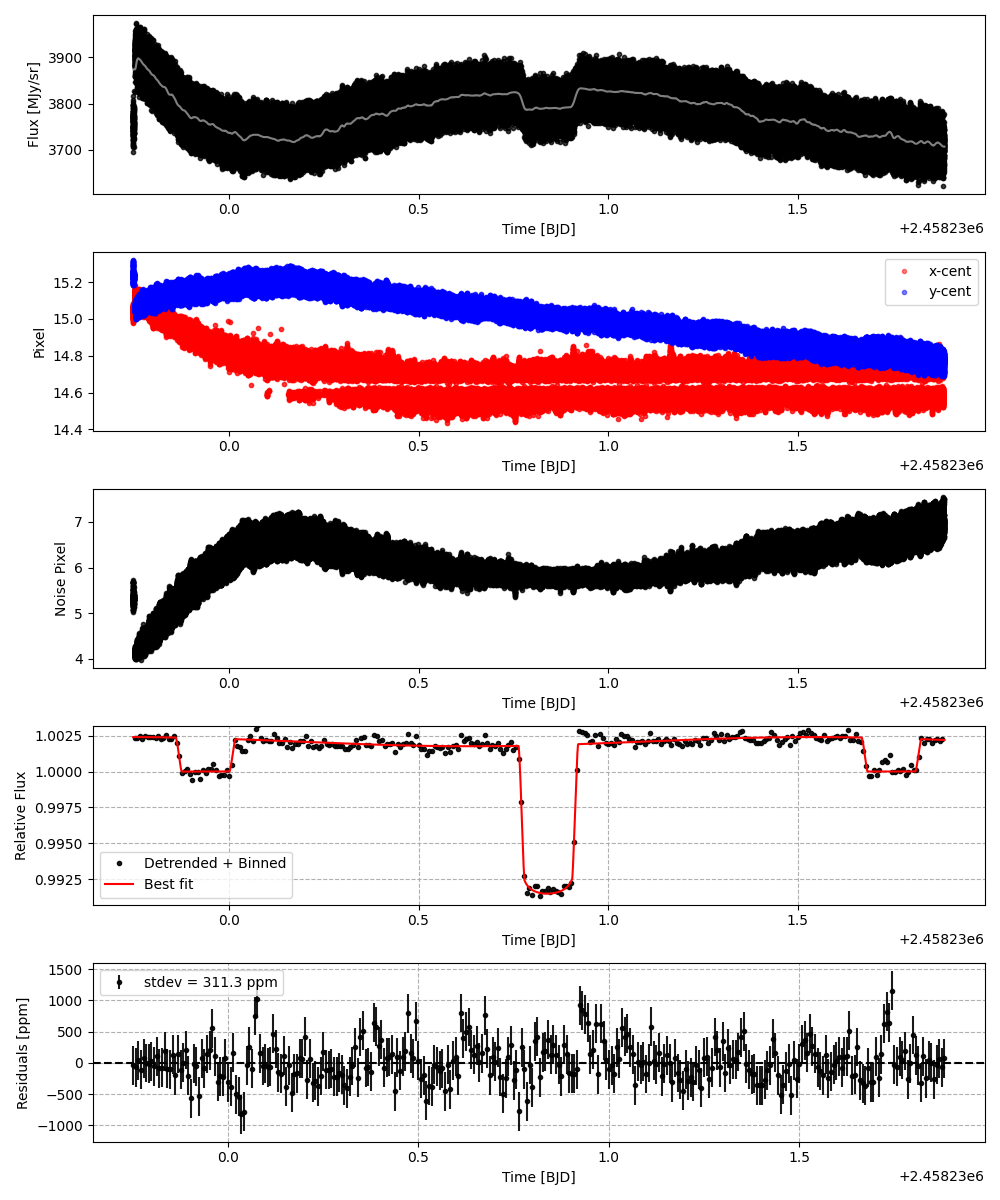 3900
3800
3700
Flux [MJy/sr]
0.0 0.5 1.0 1.5
Time [BJD]
+2.45823e6
15.2
15.0
14.8
14.6
14.4
Pixel
x-cent
y-cent
0.0 0.5 1.0 1.5
Time [BJD]
+2.45823e6
7
6
5
4
Noise Pixel
0.0 0.5 1.0 1.5
Time [BJD]
+2.45823e6
1.0025
1.0000
0.9975
0.9950
0.9925
Relative Flux
Detrended + Binned
Best fit
0.0 0.5 1.0 1.5
Time [BJD]
+2.45823e6
1500
1000
500
0
−500
−1000
Residuals [ppm]
stdev = 311.3 ppm
0.0 0.5 1.0 1.5
Time [BJD]
+2.45823e6